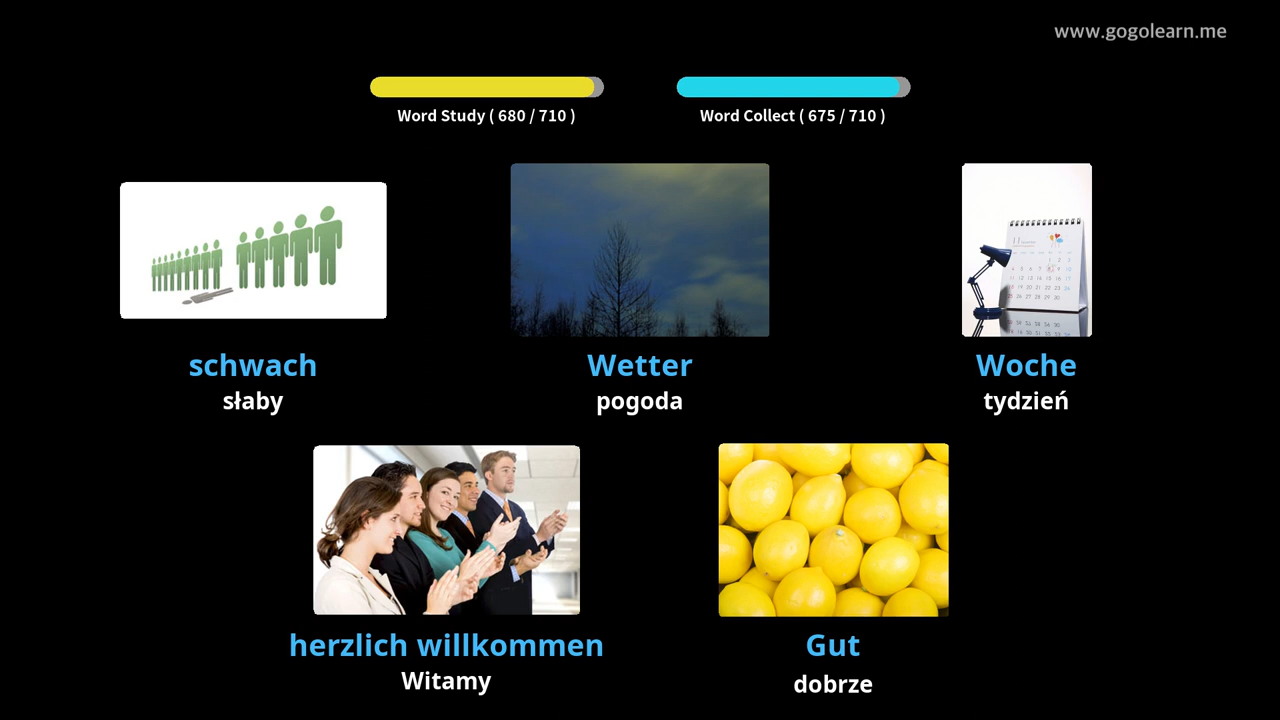 www.gogolearn.me
Word Study ( 680 / 710 )
Word Collect ( 675 / 710 )
schwach
słaby
Wetter
pogoda
Woche
tydzień
herzlich willkommen
Witamy
Gut
dobrze